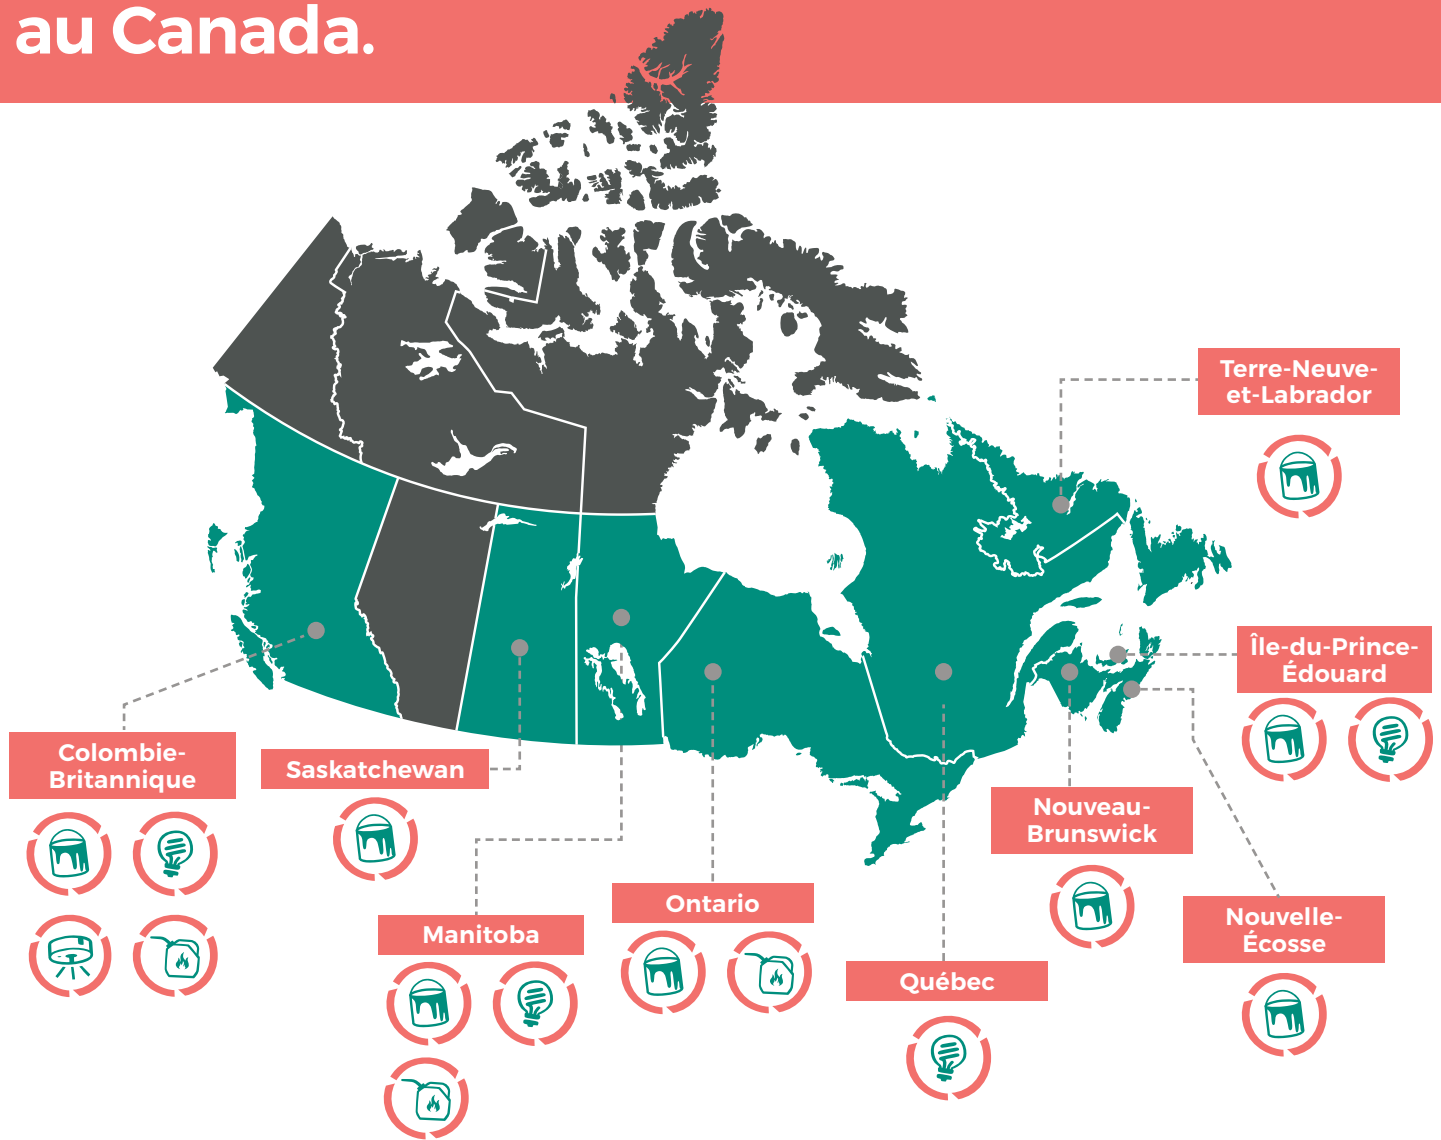 au Canada.
Terre-Neuve-
et-Labrador
Île-du-Prince-
Édouard
Colombie-
Britannique
Saskatchewan
Nouveau-
Brunswick
Ontario
Nouvelle-
Écosse
Manitoba
Québec